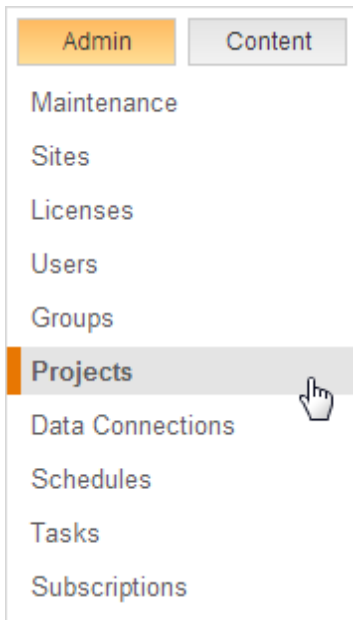 Admin Content
Maintenance
Sites
Licenses
Users
Groups
Projects
Data Connections
Schedules
Tasks
Subscriptions